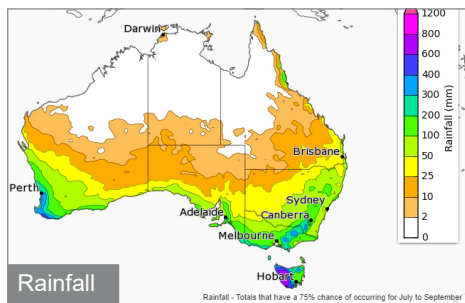 Darwin
Brisbane
Perth
Sydney
Adelaide
Canberra
Melbourne
Hobart
1200
800
600
400
300
200
100
50
25
10
2
0
Rainfall (mm)
Rainfall
Rainfall - Totals that have a 75% chance of occurring for July to September